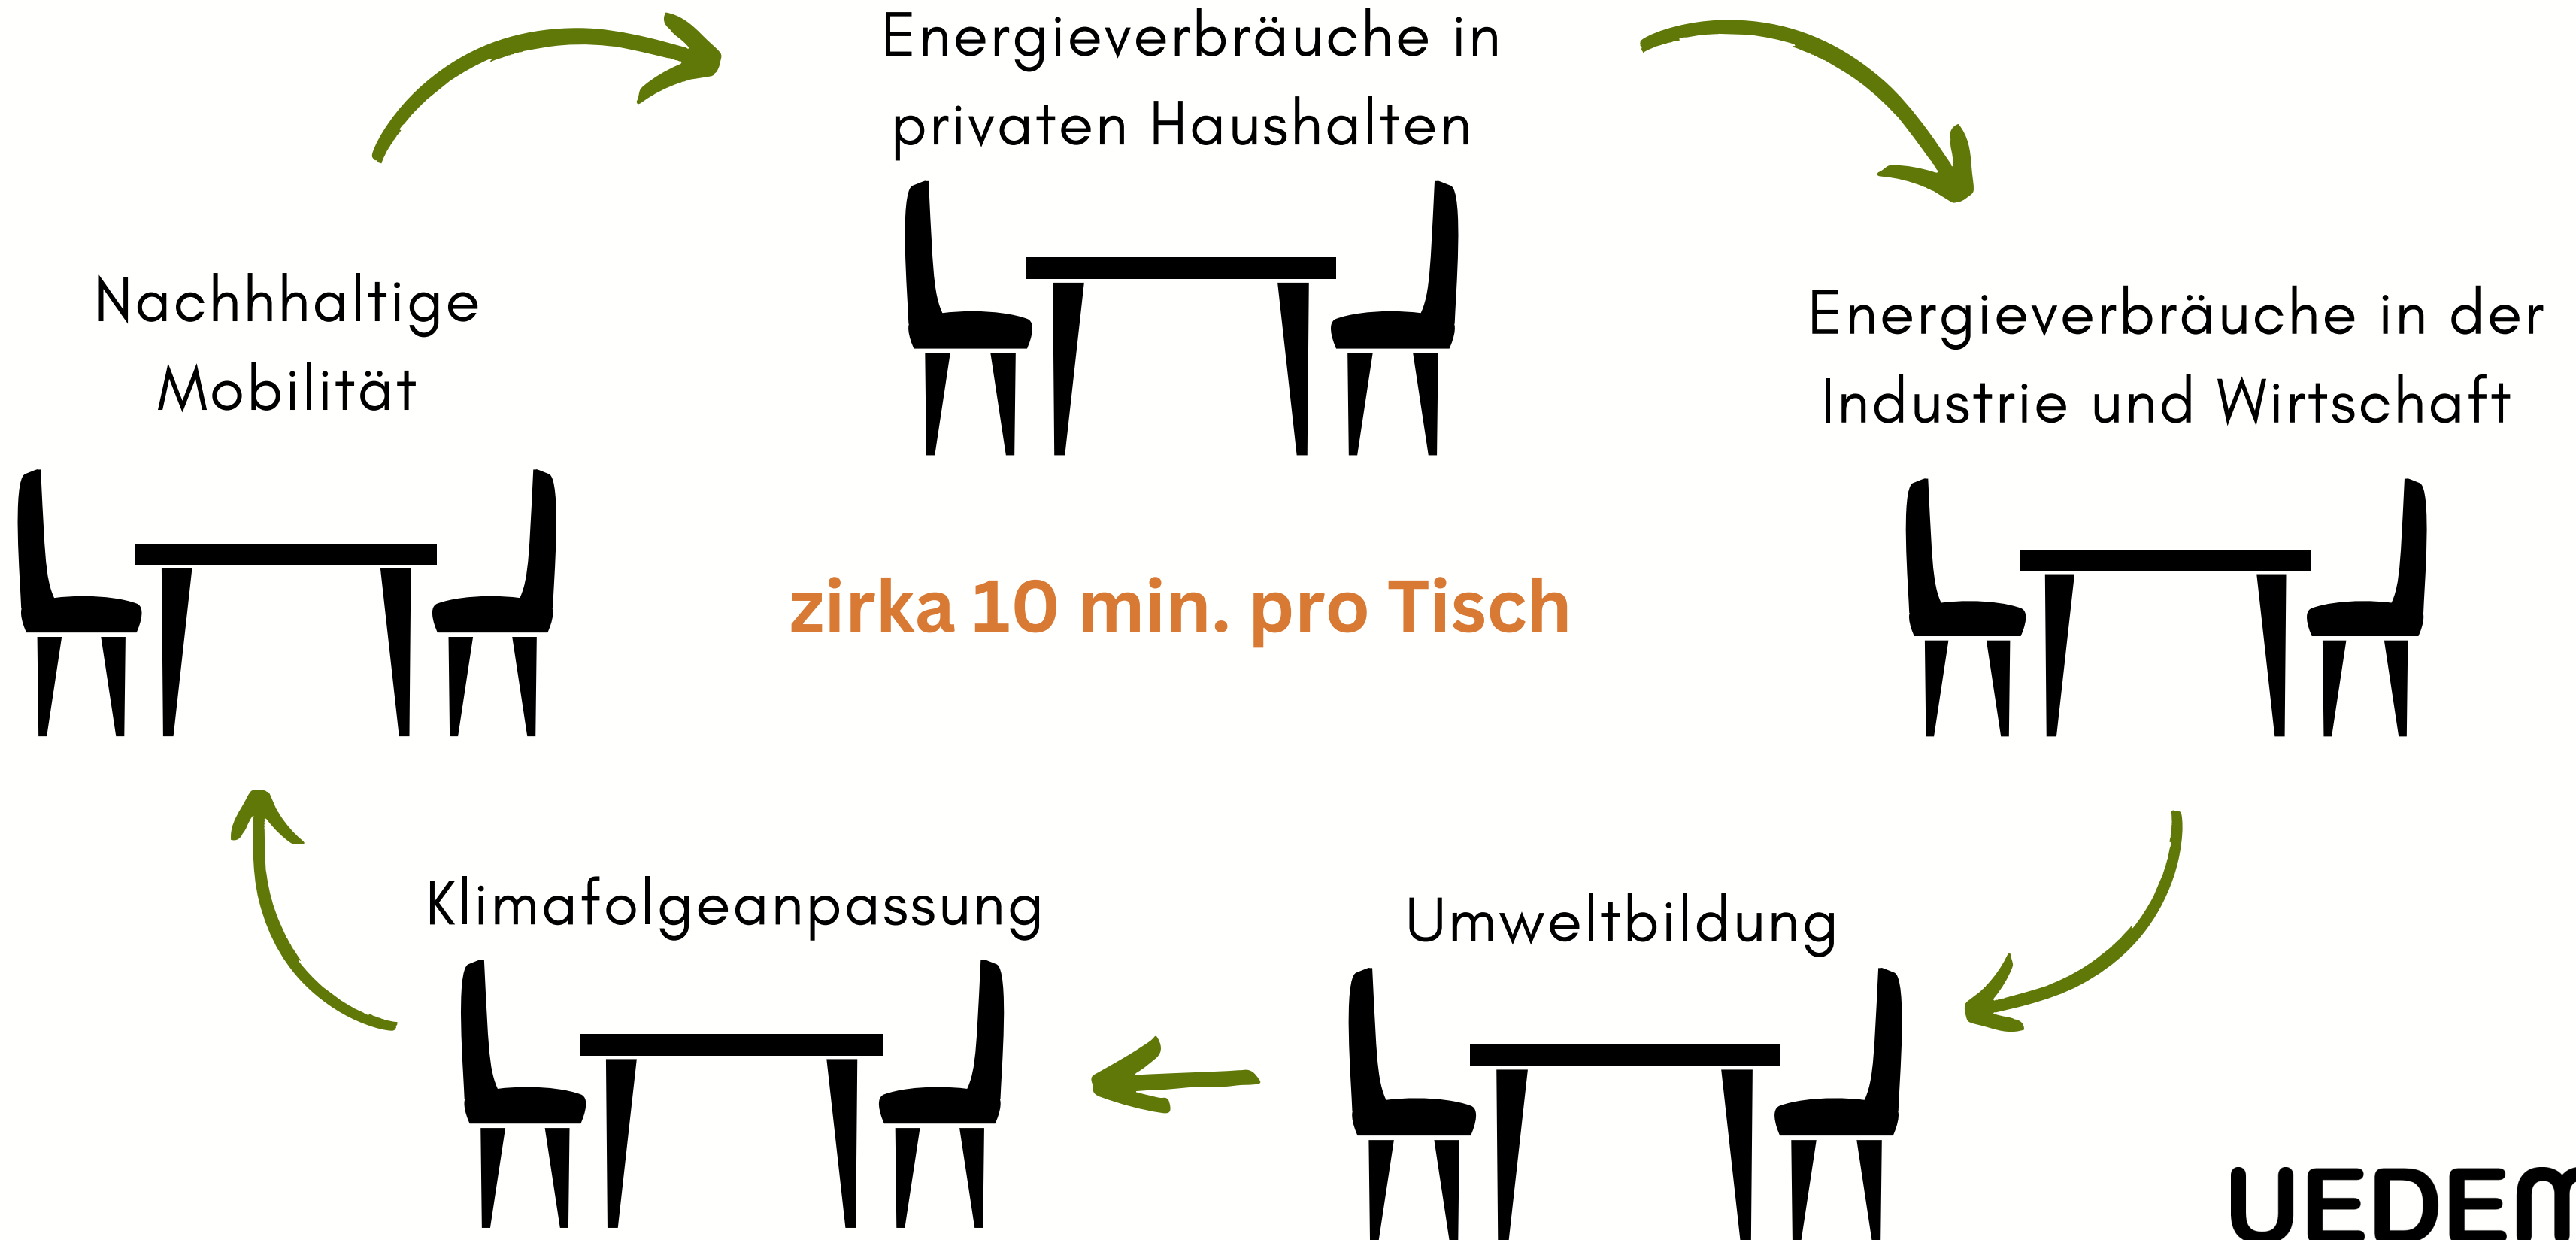 Energieverbräuche in
privaten Haushalten
Nachhhaltige
Mobilität
Energieverbräuche in der
Industrie und Wirtschaft
zirka 10 min. pro Tisch
Klimafolgeanpassung
Umweltbildung
UEDEM